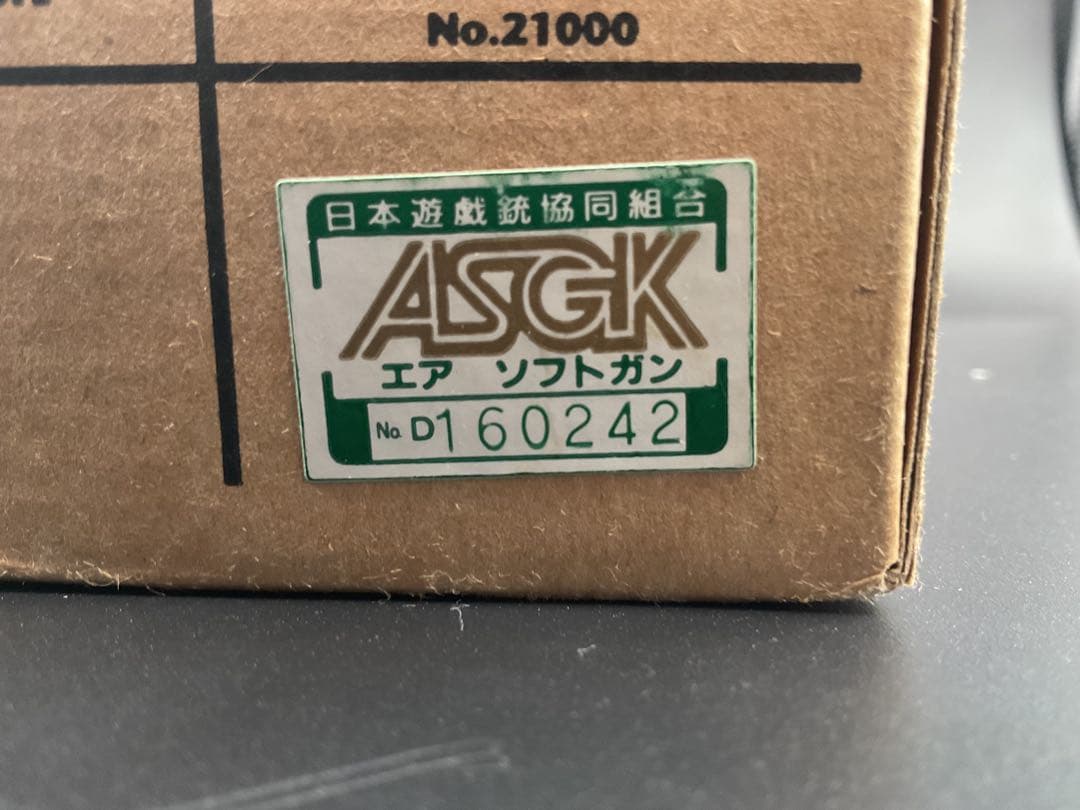 No.21000
日本遊戯銃協同組合
ASGK
エア ソフトガン
No. D160242